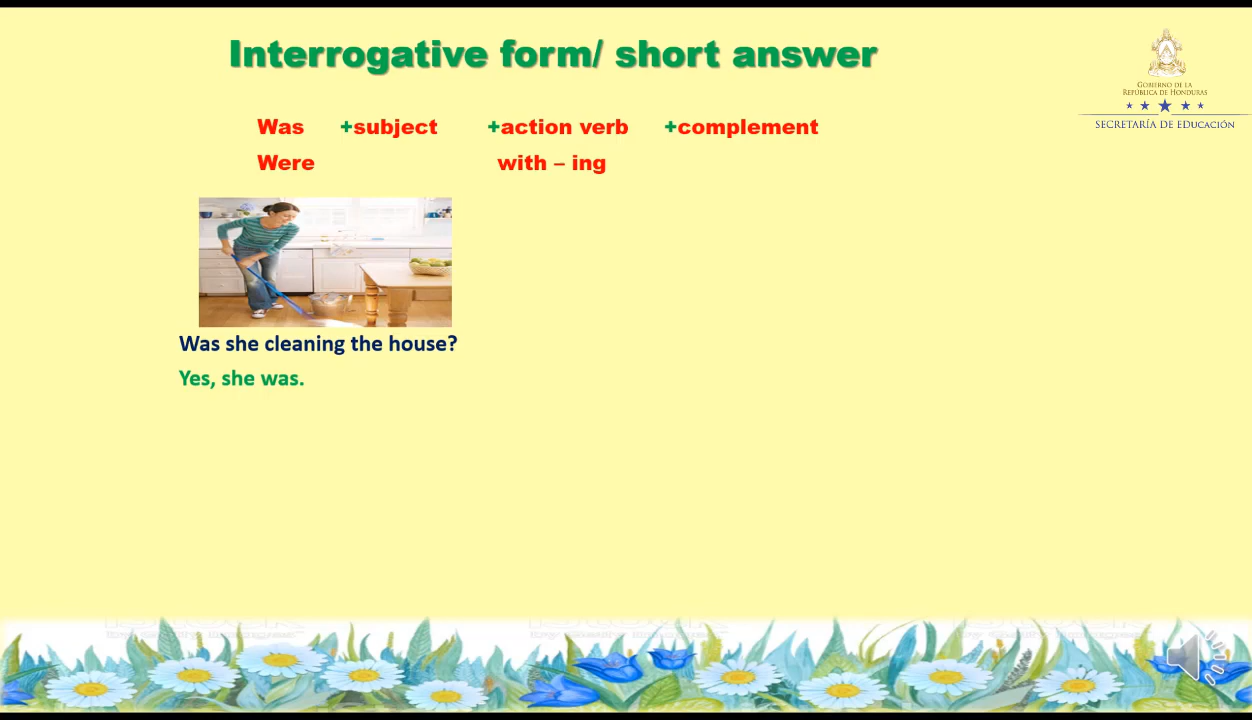 Interrogative form/ short answer
GOBIERNO DE LA
REPÚBLICA DE HONDURAS
SECRETARÍA DE EDUCACIÓN
Was +subject +action verb +complement
Were with – ing
Was she cleaning the house?
Yes, she was.